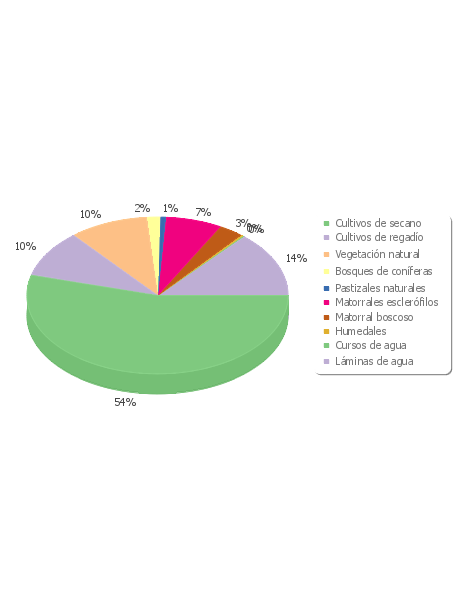 2%
1%
10%
7%
3%
0%
10%
14%
54%
Cultivos de secano
Cultivos de regadío
Vegetación natural
Bosques de coníferas
Pastizales naturales
Matorrales esclerófilos
Matorral boscoso
Humedales
Cursos de agua
Láminas de agua